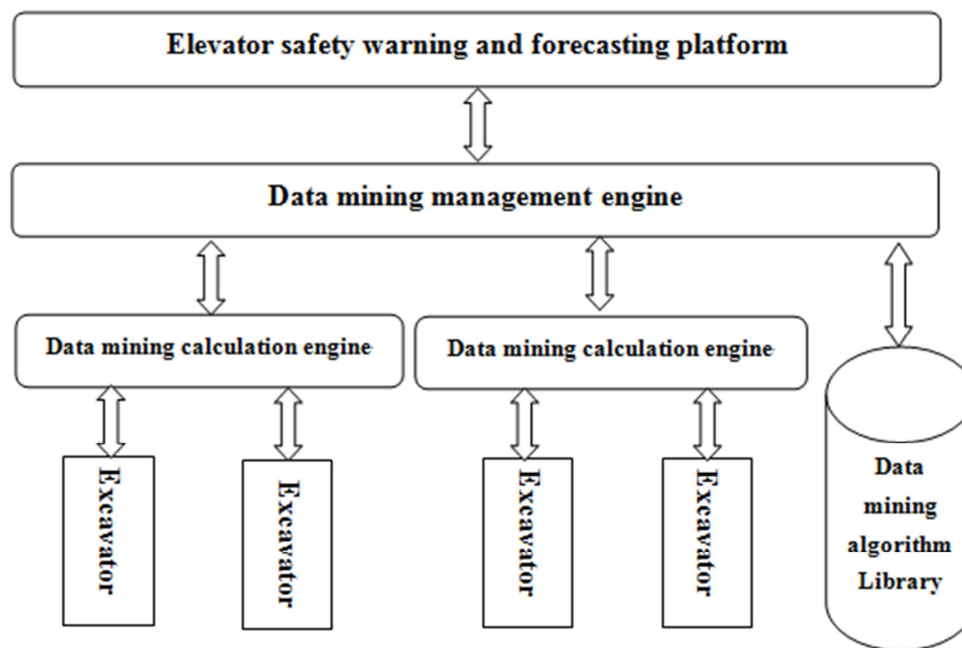 Elevator safety warning and forecasting platform
Data mining management engine
Data mining calculation engine
Data mining calculation engine
Excavator
Excavator
Excavator
Excavator
Data
mining
algorithm
Library